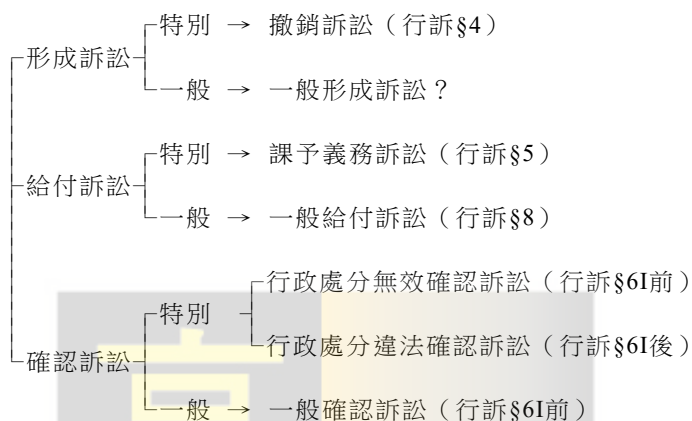 特別 → 撤銷訴訟（行訴§4）
形成訴訟
一般 → 一般形成訴訟？
特別 → 課予義務訴訟（行訴§5）
給付訴訟
一般 → 一般給付訴訟（行訴§8）
行政處分無效確認訴訟（行訴§6I前）
特別
行政處分違法確認訴訟（行訴§6I後）
確認訴訟
一般 → 一般確認訴訟（行訴§6I前）